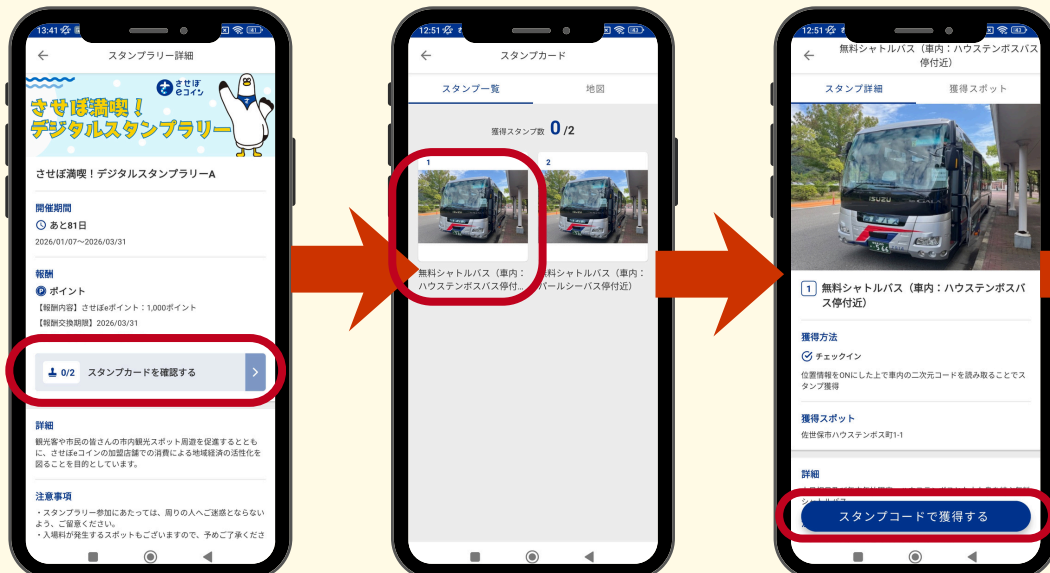 13:41
スタンプラリー詳細
させぼ
eコイン
させぼ満喫！
デジタルスタンプラリー
させぼ満喫！デジタルスタンプラリーA
開催期間
あと81日
2026/01/07～2026/03/31
報酬
P ポイント
【報酬内容】させぼeポイント：1,000ポイント
【報酬交換期限】2026/03/31
0/2 スタンプカードを確認する
詳細
観光客や市民の皆さんの市内観光スポット周遊を促進するととも
に、させぼeコインの加盟店舗での消費による地域経済の活性化を
図ることを目的としています。
注意事項
・スタンプラリー参加にあたっては、周りの人へご迷惑とならない
よう、ご留意ください。
・入場料が発生するスポットもございますので、予めご了承くださ
12:51
スタンプカード
スタンプ一覧 地図
獲得スタンプ数 0 /2
1
ISUZU
無料シャトルバス（車内：
ハウステンボスバス停付...
2
無料シャトルバス（車内：
パールシーバス停付近）
12:51
無料シャトルバス（車内：ハウステンボスバス
停付近）
スタンプ詳細 獲得スポット
ISUZU
GALA
1 無料シャトルバス（車内：ハウステンボスバ
ス停付近）
獲得方法
チェックイン
位置情報をONにした上で車内の二次元コードを読み取ることでス
タンプ獲得
獲得スポット
佐世保市ハウステンボス町1-1
詳細
スタンプコードで獲得する